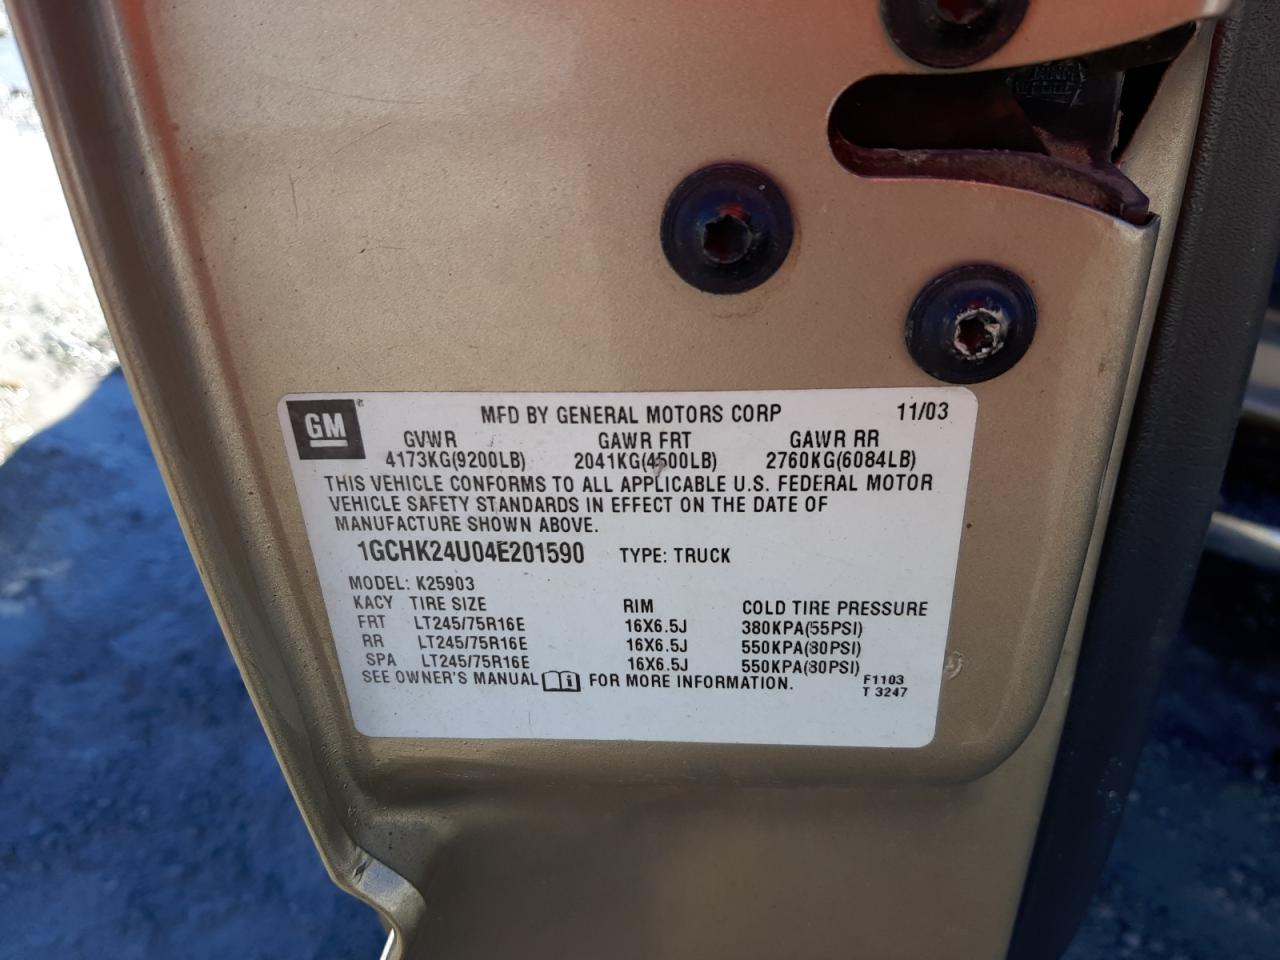 GM
MFD BY GENERAL MOTORS CORP 11/03
GVWR GAWR FRT GAWR RR
4173KG(9200LB) 2041KG(4500LB) 2760KG(6084LB)
THIS VEHICLE CONFORMS TO ALL APPLICABLE U.S. FEDERAL MOTOR
VEHICLE SAFETY STANDARDS IN EFFECT ON THE DATE OF
MANUFACTURE SHOWN ABOVE.
1GCHK24U04E201590 TYPE: TRUCK
MODEL: K25903
KACY TIRE SIZE RIM COLD TIRE PRESSURE
FRT LT245/75R16E 16X6.5J 380KPA(55PSI)
RR LT245/75R16E 16X6.5J 550KPA(80PSI)
SPA LT245/75R16E 16X6.5J 550KPA(80PSI)
SEE OWNER'S MANUAL FOR MORE INFORMATION.
F1103
T 3247